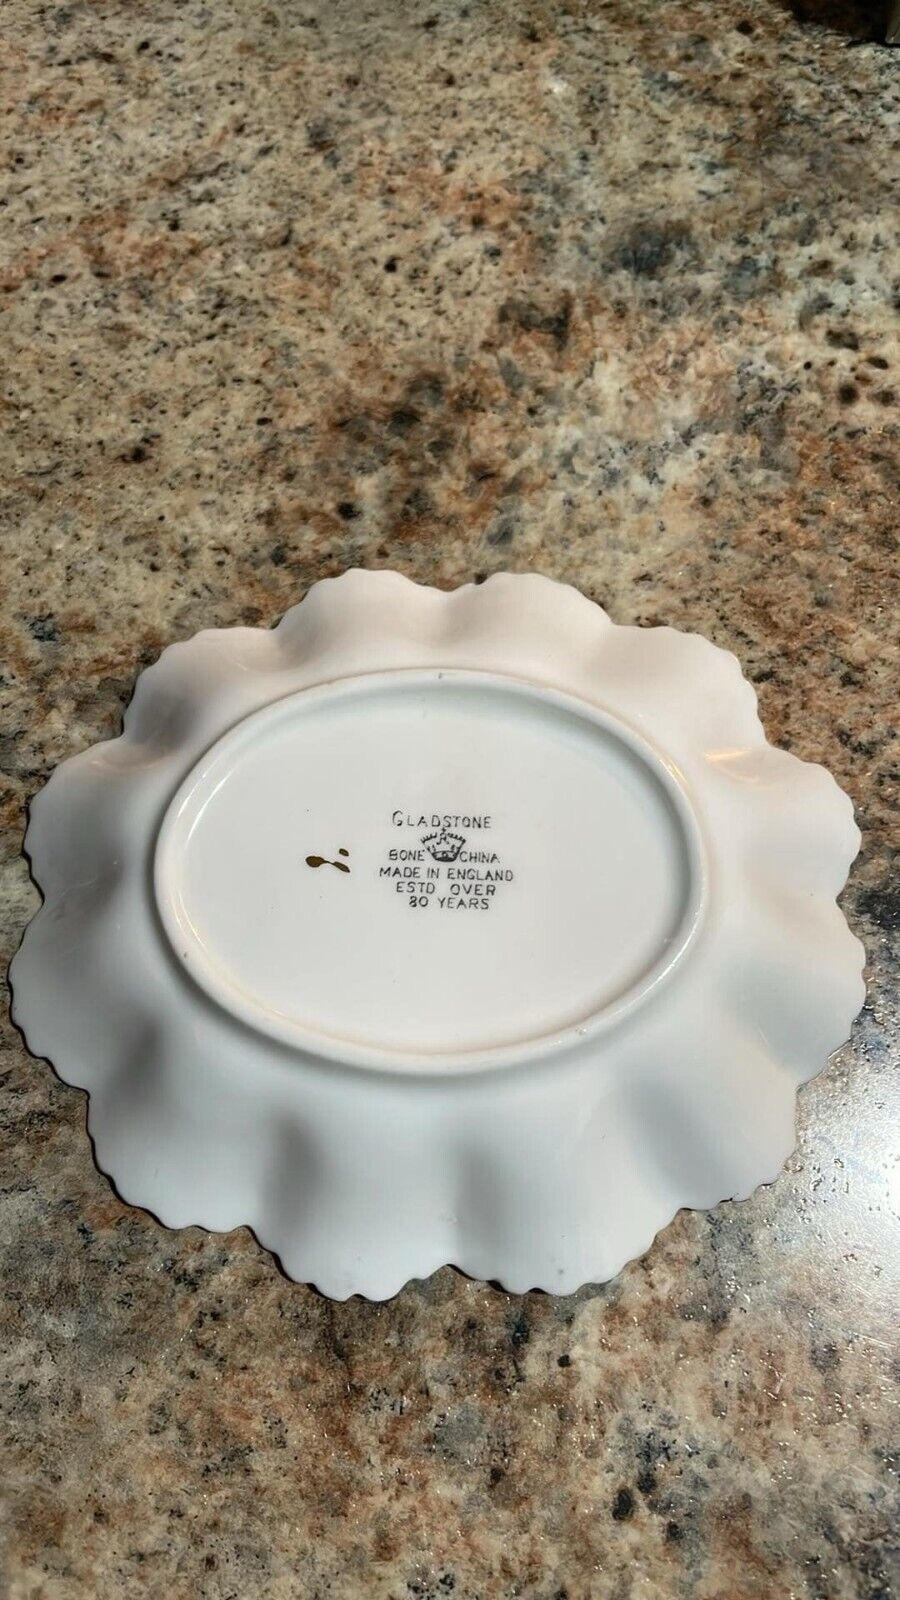 GLADSTONE
BONE CHINA
MADE IN ENGLAND
ESTD OVER
80 YEARS